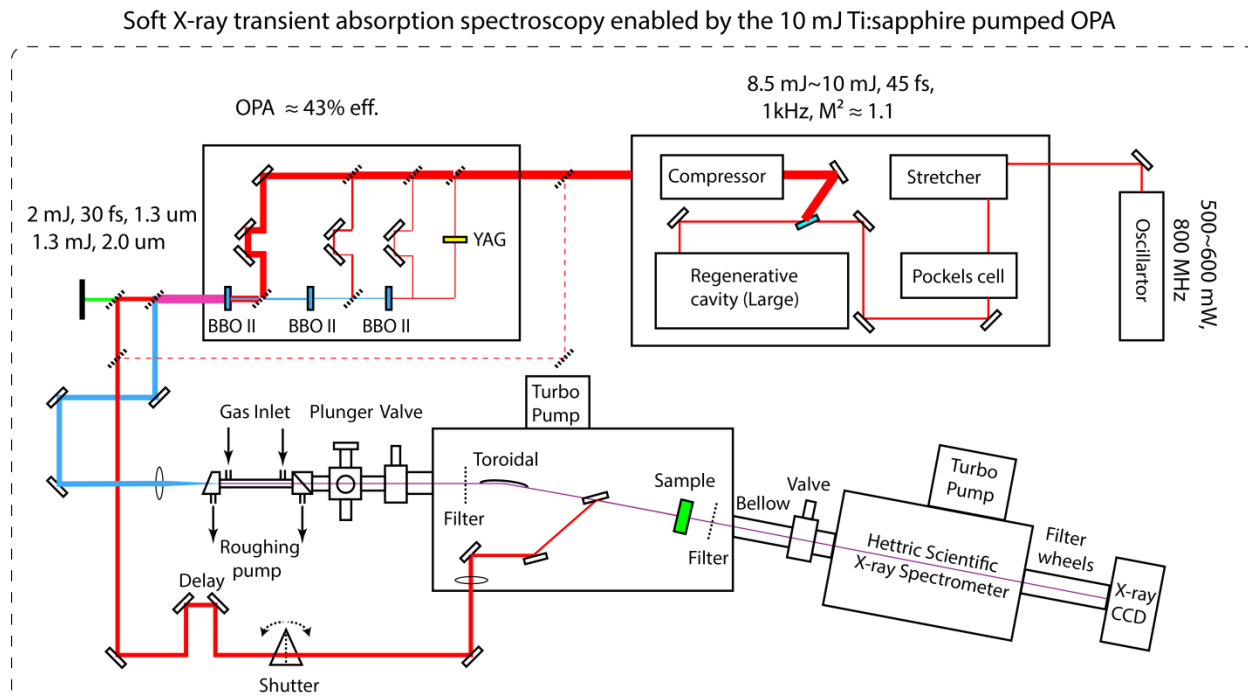 Soft X-ray transient absorption spectroscopy enabled by the 10 mJ Ti:sapphire pumped OPA
OPA ≈ 43% eff.
8.5 mJ~10 mJ, 45 fs,
1kHz, M² ≈ 1.1
2 mJ, 30 fs, 1.3 um
1.3 mJ, 2.0 um
YAG
BBO II
BBO II
BBO II
Compressor
Stretcher
Regenerative
cavity (Large)
Pockels cell
Oscillartor
500~600 mW,
800 MHz
Turbo
Pump
Gas Inlet
Plunger
Valve
Toroidal
Filter
Sample
Filter
Bellow
Valve
Turbo
Pump
Hettric Scientific
X-ray Spectrometer
Filter
wheels
X-ray
CCD
Roughing
pump
Delay
Shutter